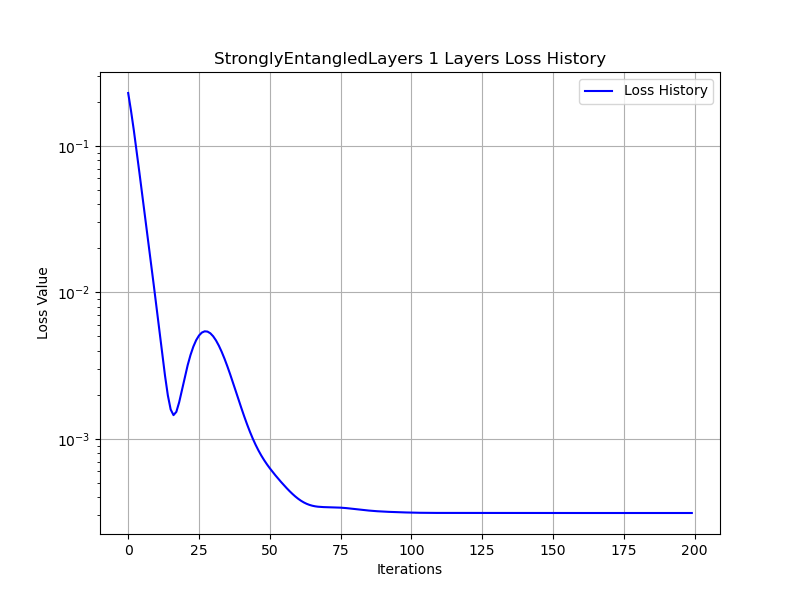 StronglyEntangledLayers 1 Layers Loss History
Loss History
Loss Value
10⁻¹
10⁻²
10⁻³
0 25 50 75 100 125 150 175 200
Iterations